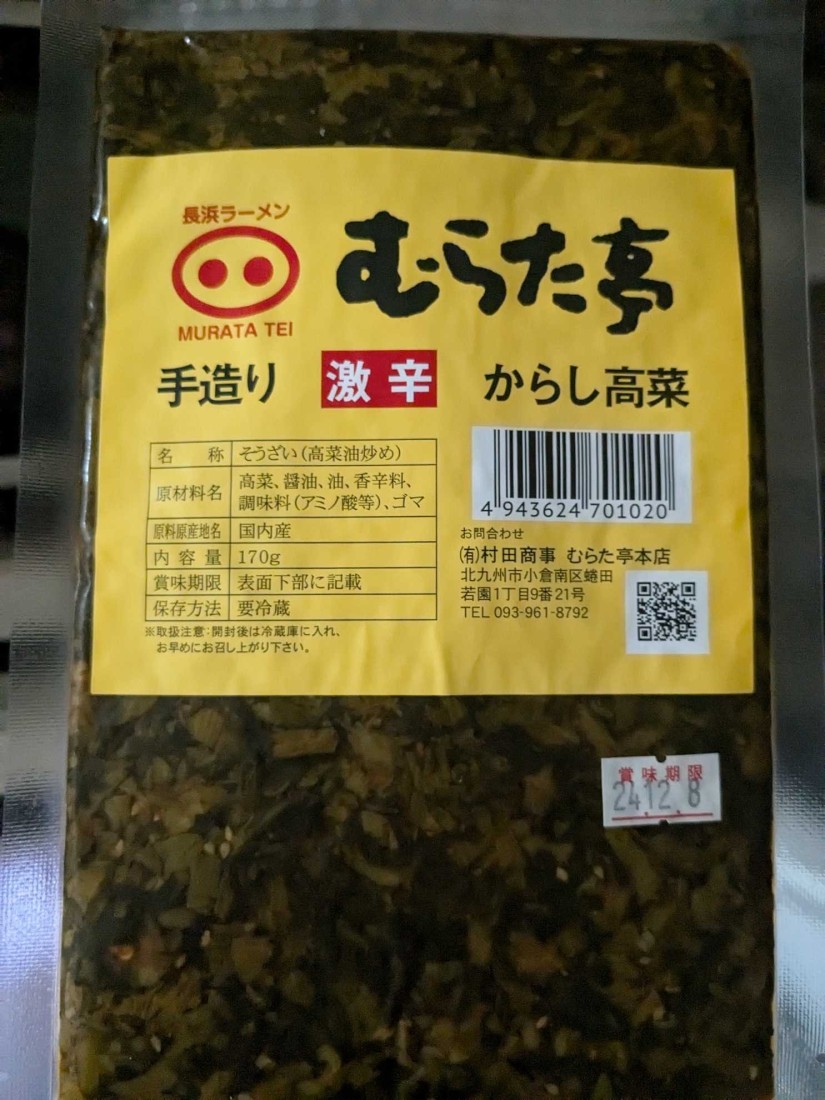 長浜ラーメン
MURATA TEI
むらた亭
手造り 激辛 からし高菜
名称 そうざい(高菜油炒め)
原材料名 高菜、醤油、油、香辛料、
調味料(アミノ酸等)、ゴマ
原料原産地名 国内産
内容量 170g
賞味期限 表面下部に記載
保存方法 要冷蔵
※取扱注意:開封後は冷蔵庫に入れ、
お早めにお召し上がり下さい。
4 943624 701020
お問合わせ
(有)村田商事 むらた亭本店
北九州市小倉南区蜷田
若園1丁目9番21号
TEL 093-961-8792
賞味期限
24.12.8